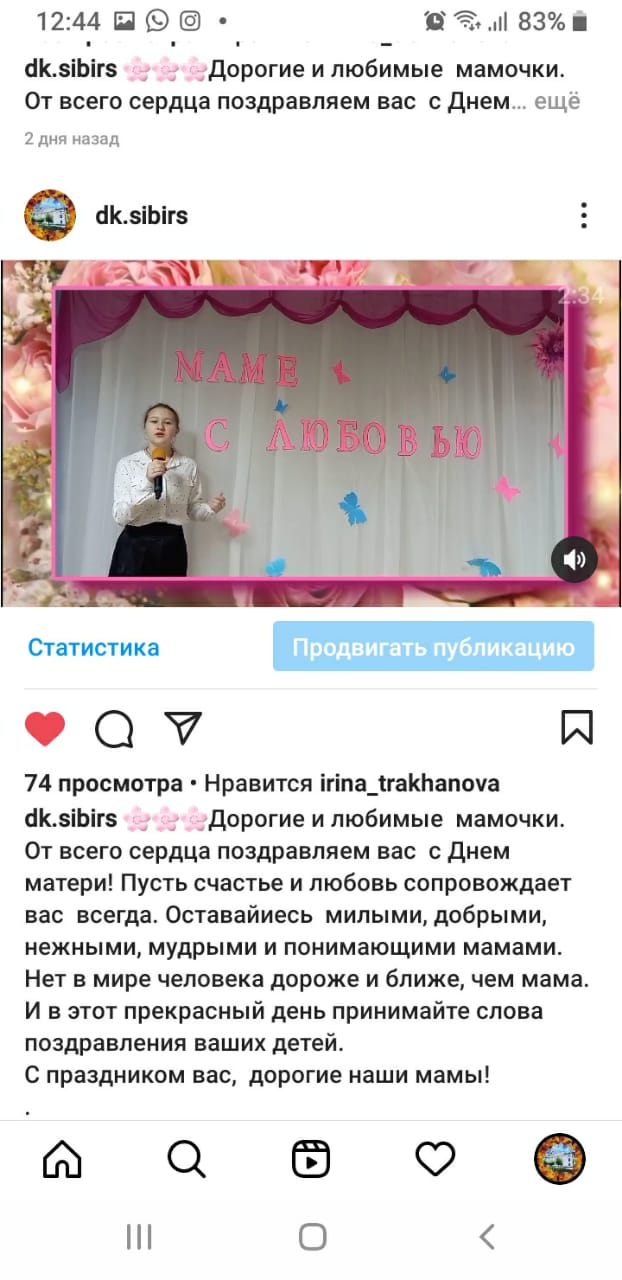 12:44 83%
dk.sibirs 🌸🌸🌸Дорогие и любимые мамочки.
От всего сердца поздравляем вас с Днем... ещё
2 дня назад
dk.sibirs
2:34
МАМЕ
С ЛЮБОВЬЮ
Статистика
Продвигать публикацию
74 просмотра • Нравится irina_trakhanova
dk.sibirs 🌸🌸🌸Дорогие и любимые мамочки.
От всего сердца поздравляем вас с Днем
матери! Пусть счастье и любовь сопровождает
вас всегда. Оставайиесь милыми, добрыми,
нежными, мудрыми и понимающими мамами.
Нет в мире человека дороже и ближе, чем мама.
И в этот прекрасный день принимайте слова
поздравления ваших детей.
С праздником вас, дорогие наши мамы!
.